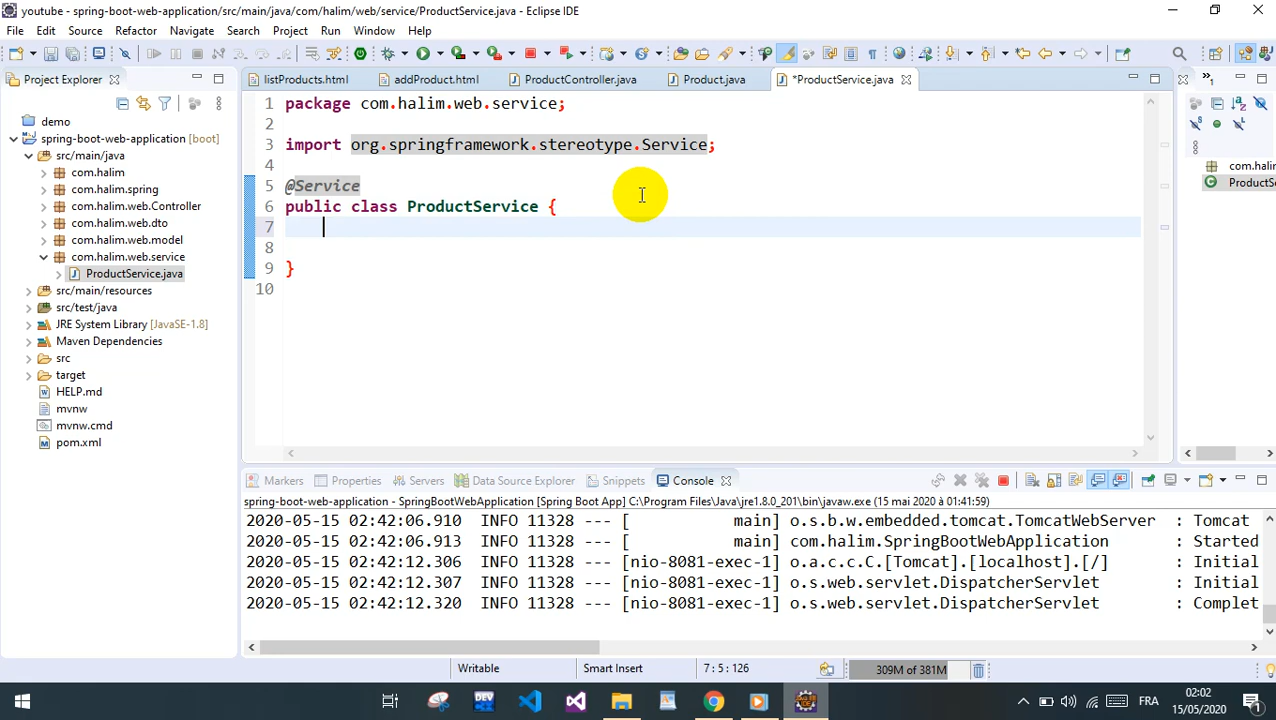 youtube - spring-boot-web-application/src/main/java/com/halim/web/service/ProductService.java - Eclipse IDE
File Edit Source Refactor Navigate Search Project Run Window Help
Project Explorer
listProducts.html
addProduct.html
ProductController.java
Product.java
*ProductService.java
demo
spring-boot-web-application [boot]
src/main/java
com.halim
com.halim.spring
com.halim.web.Controller
com.halim.web.dto
com.halim.web.model
com.halim.web.service
ProductService.java
src/main/resources
src/test/java
JRE System Library [JavaSE-1.8]
Maven Dependencies
src
target
HELP.md
mvnw
mvnw.cmd
pom.xml
1 package com.halim.web.service;
2
3 import org.springframework.stereotype.Service;
4
5 @Service
6 public class ProductService {
7
8
9 }
10
com.halin
ProductSe
Markers Properties Servers Data Source Explorer Snippets Console
spring-boot-web-application - SpringBootWebApplication [Spring Boot App] C:\Program Files\Java\jre1.8.0_201\bin\javaw.exe (15 mai 2020 à 01:41:59)
2020-05-15 02:42:06.910 INFO 11328 --- [ main] o.s.b.w.embedded.tomcat.TomcatWebServer : Tomcat
2020-05-15 02:42:06.913 INFO 11328 --- [ main] com.halim.SpringBootWebApplication : Started
2020-05-15 02:42:12.306 INFO 11328 --- [nio-8081-exec-1] o.a.c.c.C.[Tomcat].[localhost].[/] : Initial
2020-05-15 02:42:12.307 INFO 11328 --- [nio-8081-exec-1] o.s.web.servlet.DispatcherServlet : Initial
2020-05-15 02:42:12.320 INFO 11328 --- [nio-8081-exec-1] o.s.web.servlet.DispatcherServlet : Complet
Writable
Smart Insert
7 : 5 : 126
309M of 381M
FRA
02:02
15/05/2020